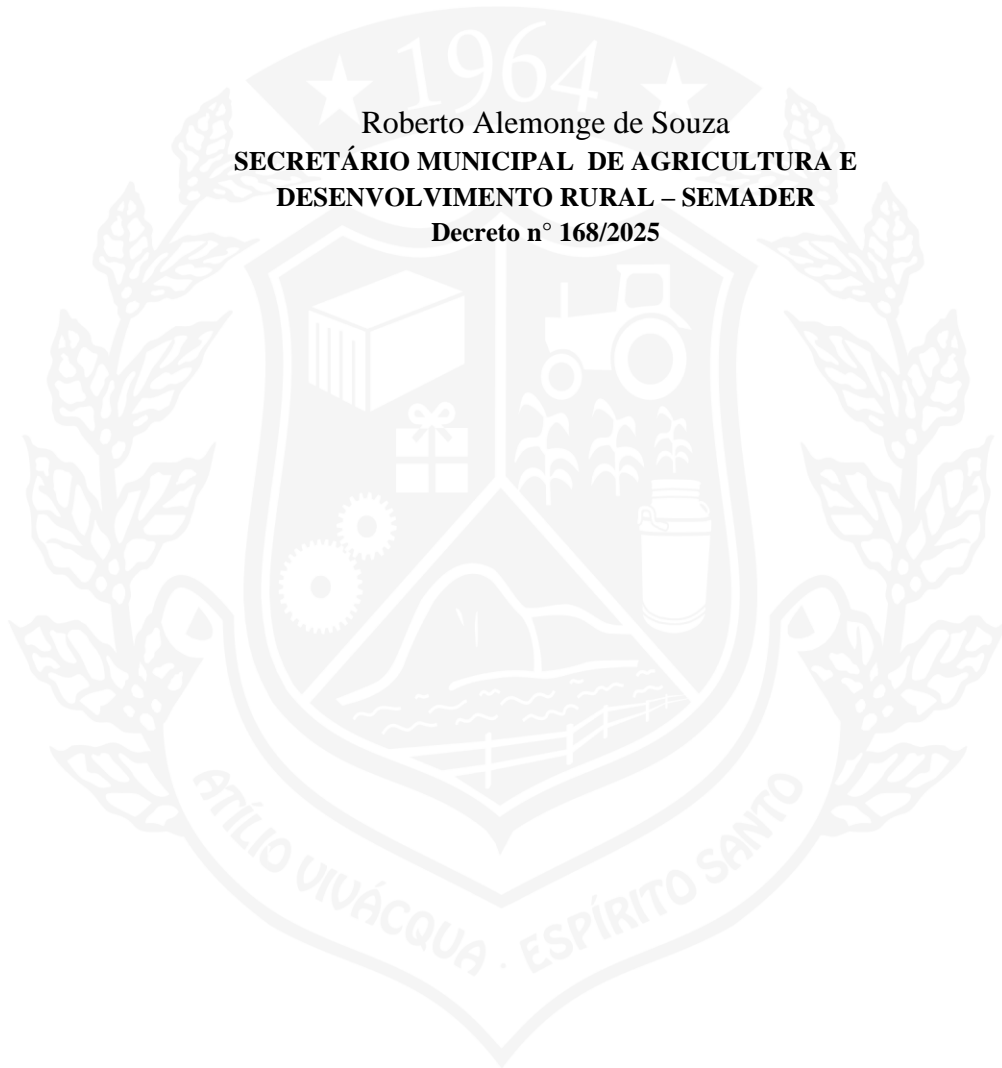 1964
Roberto Alemonge de Souza
SECRETÁRIO MUNICIPAL DE AGRICULTURA E
DESENVOLVIMENTO RURAL – SEMADER
Decreto n° 168/2025
ATÍLIO VIVÁCQUA · ESPÍRITO SANTO